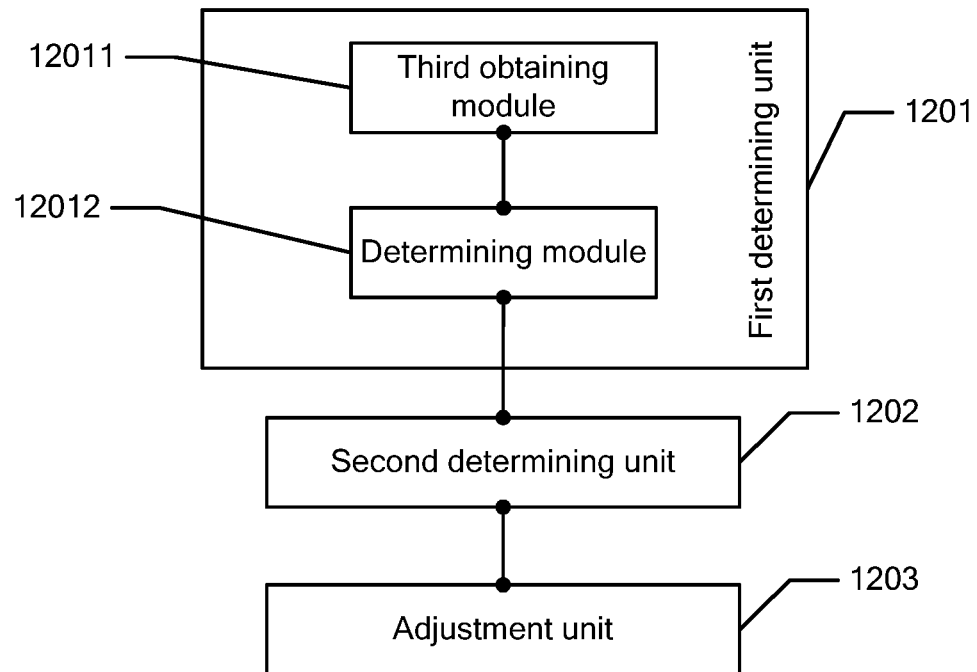 12011
Third obtaining
module
1201
12012
Determining module
First determining unit
1202
Second determining unit
1203
Adjustment unit